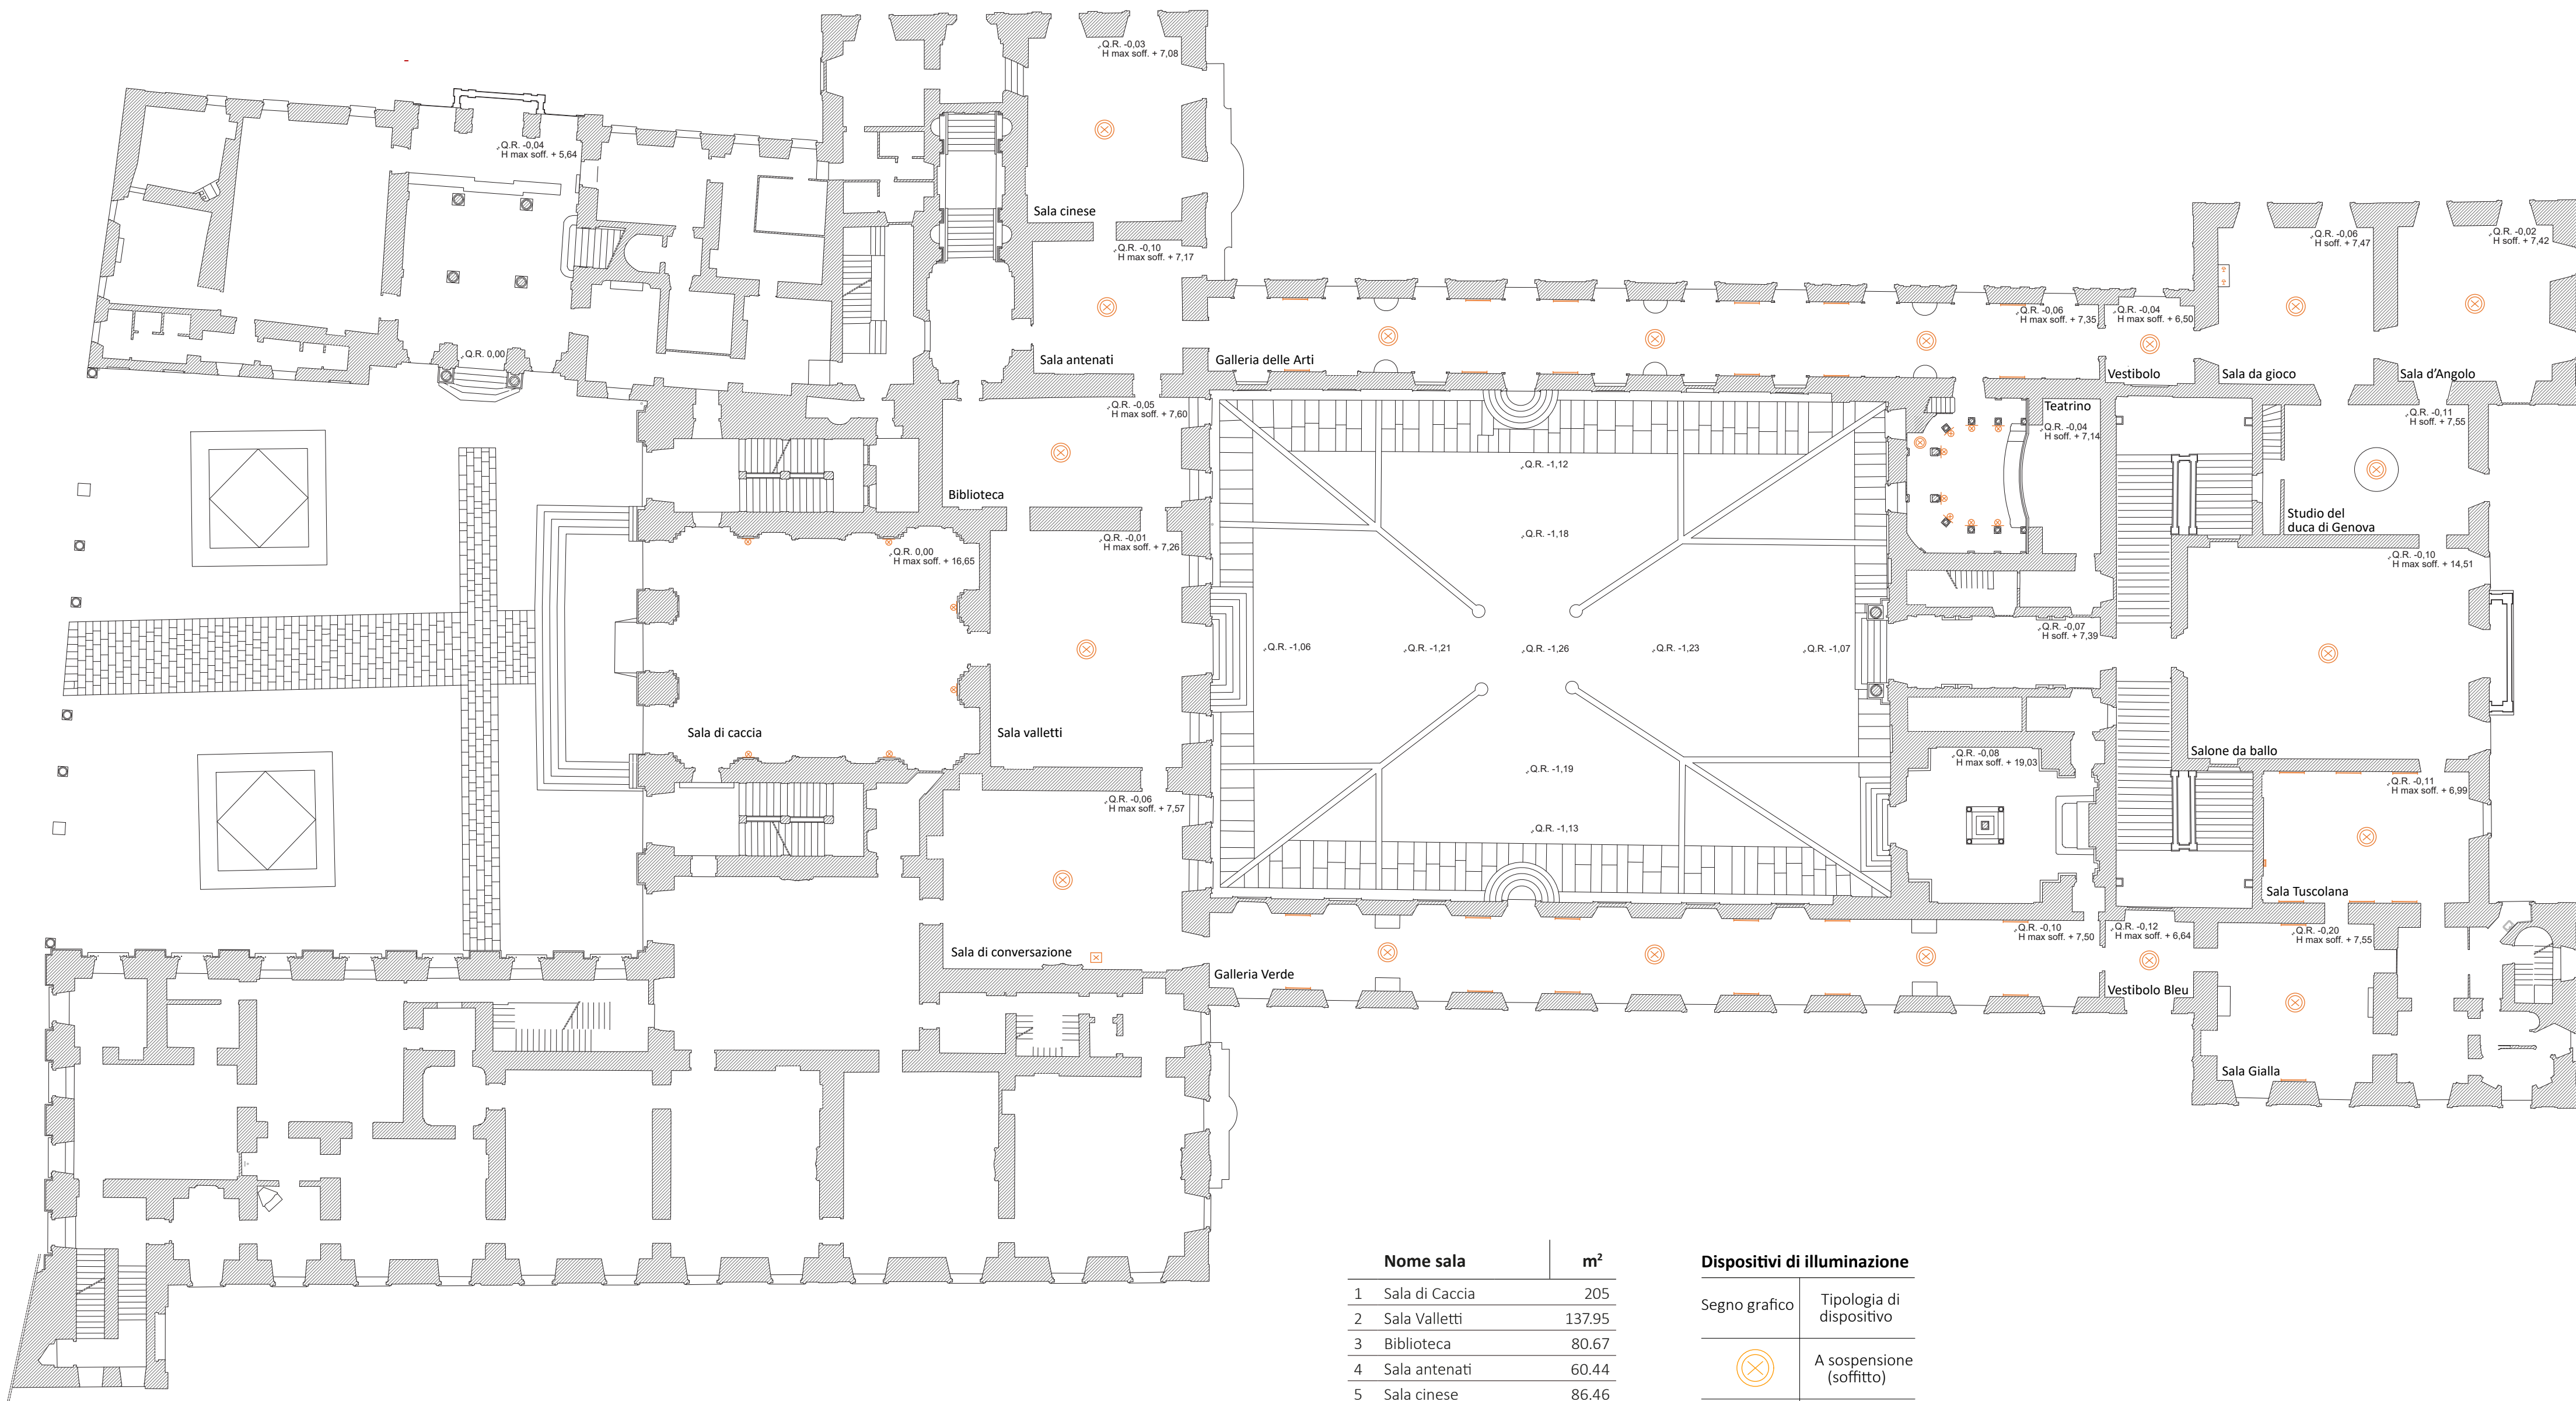 Q.R. -0,03
H max soff. + 7,08
Q.R. -0,04
H max soff. + 5,64
Sala cinese
Q.R. -0,10
H max soff. + 7,17
Q.R. -0,06
H soff. + 7,47
Q.R. -0,02
H soff. + 7,42
Q.R. -0,06
H max soff. + 7,35
Q.R. -0,04
H max soff. + 6,50
Q.R. 0,00
Sala antenati
Galleria delle Arti
Vestibolo
Sala da gioco
Sala d'Angolo
Q.R. -0,05
H max soff. + 7,60
Teatrino
Q.R. -0,04
H soff. + 7,14
Q.R. -0,11
H soff. + 7,55
Q.R. -1,12
Biblioteca
Studio del
duca di Genova
Q.R. -0,01
H max soff. + 7,26
Q.R. -1,18
Q.R. 0,00
H max soff. + 16,65
Q.R. -0,10
H max soff. + 14,51
Q.R. -0,07
H soff. + 7,39
Q.R. -1,06
Q.R. -1,21
Q.R. -1,26
Q.R. -1,23
Q.R. -1,07
Sala di caccia
Sala valletti
Salone da ballo
Q.R. -0,08
H max soff. + 19,03
Q.R. -1,19
Q.R. -0,11
H max soff. + 6,99
Q.R. -0,06
H max soff. + 7,57
Q.R. -1,13
Sala Tuscolana
Q.R. -0,10
H max soff. + 7,50
Q.R. -0,12
H max soff. + 6,64
Q.R. -0,20
H max soff. + 7,55
Sala di conversazione
Galleria Verde
Vestibolo Bleu
Sala Gialla
Nome sala m²
1 Sala di Caccia 205
2 Sala Valletti 137.95
3 Biblioteca 80.67
4 Sala antenati 60.44
5 Sala cinese 86.46
Dispositivi di illuminazione
Segno grafico
Tipologia di
dispositivo
A sospensione
(soffitto)